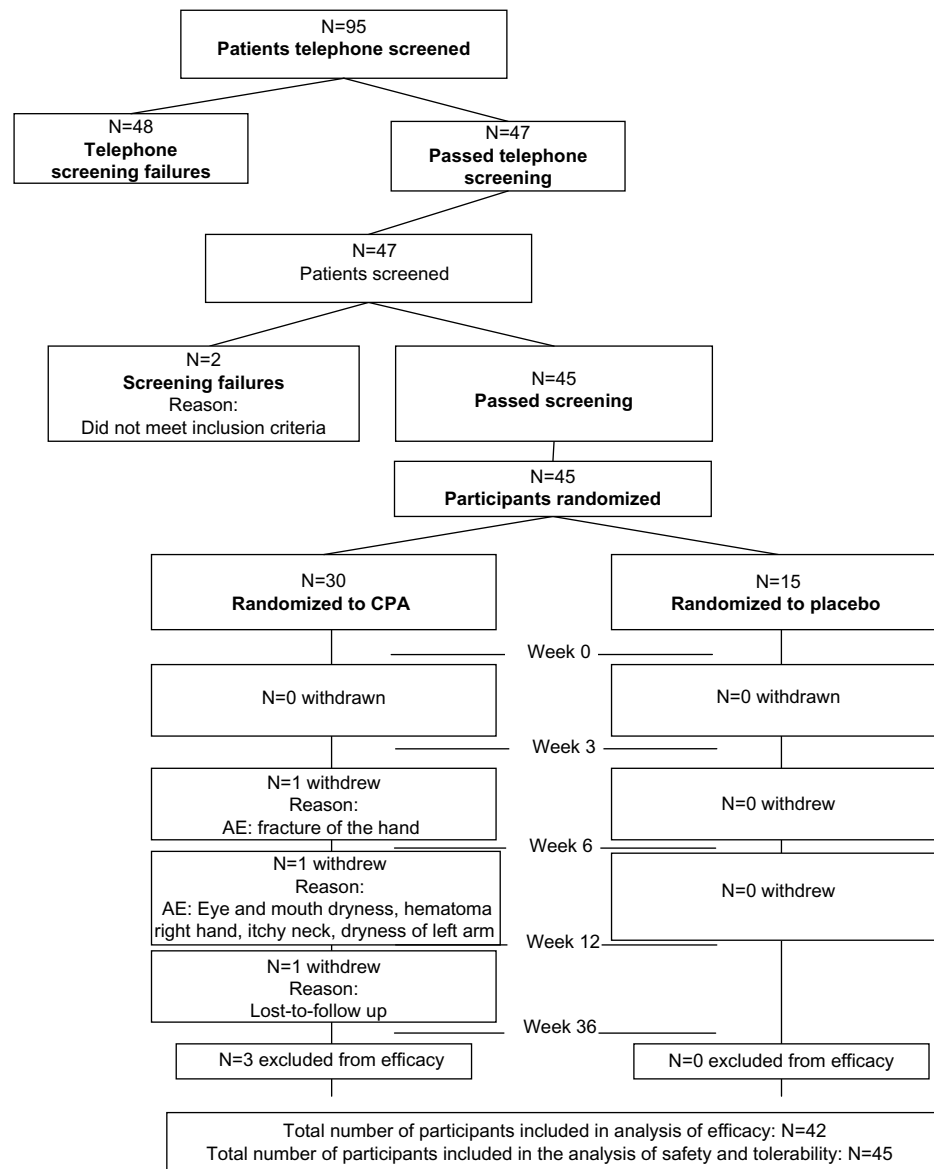 N=95
Patients telephone screened
N=48
Telephone
screening failures
N=47
Passed telephone
screening
N=47
Patients screened
N=2
Screening failures
Reason:
Did not meet inclusion criteria
N=45
Passed screening
N=45
Participants randomized
N=30
Randomized to CPA
N=15
Randomized to placebo
Week 0
N=0 withdrawn
N=0 withdrawn
Week 3
N=1 withdrew
Reason:
AE: fracture of the hand
N=0 withdrew
Week 6
N=1 withdrew
Reason:
AE: Eye and mouth dryness, hematoma
right hand, itchy neck, dryness of left arm
N=0 withdrew
Week 12
N=1 withdrew
Reason:
Lost-to-follow up
Week 36
N=3 excluded from efficacy
N=0 excluded from efficacy
Total number of participants included in analysis of efficacy: N=42
Total number of participants included in the analysis of safety and tolerability: N=45